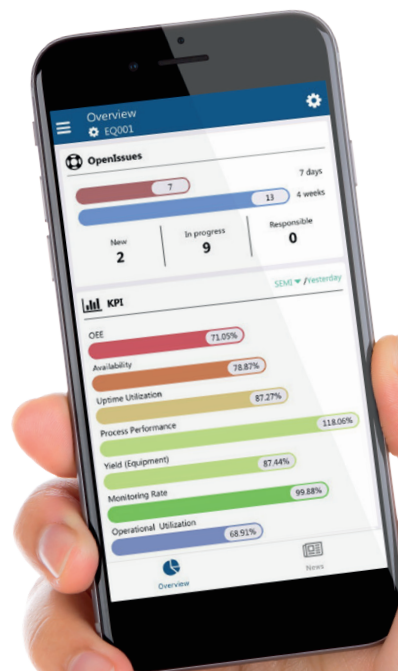 Overview
EQ001
OpenIssues
7 7 days
13 4 weeks
New In progress Responsible
2 9 0
KPI SEMI /Yesterday
OEE
71.05%
Availability
78.87%
Uptime Utilization
87.27%
Process Performance
118.06%
Yield (Equipment)
87.44%
Monitoring Rate
99.88%
Operational Utilization
68.91%
Overview News